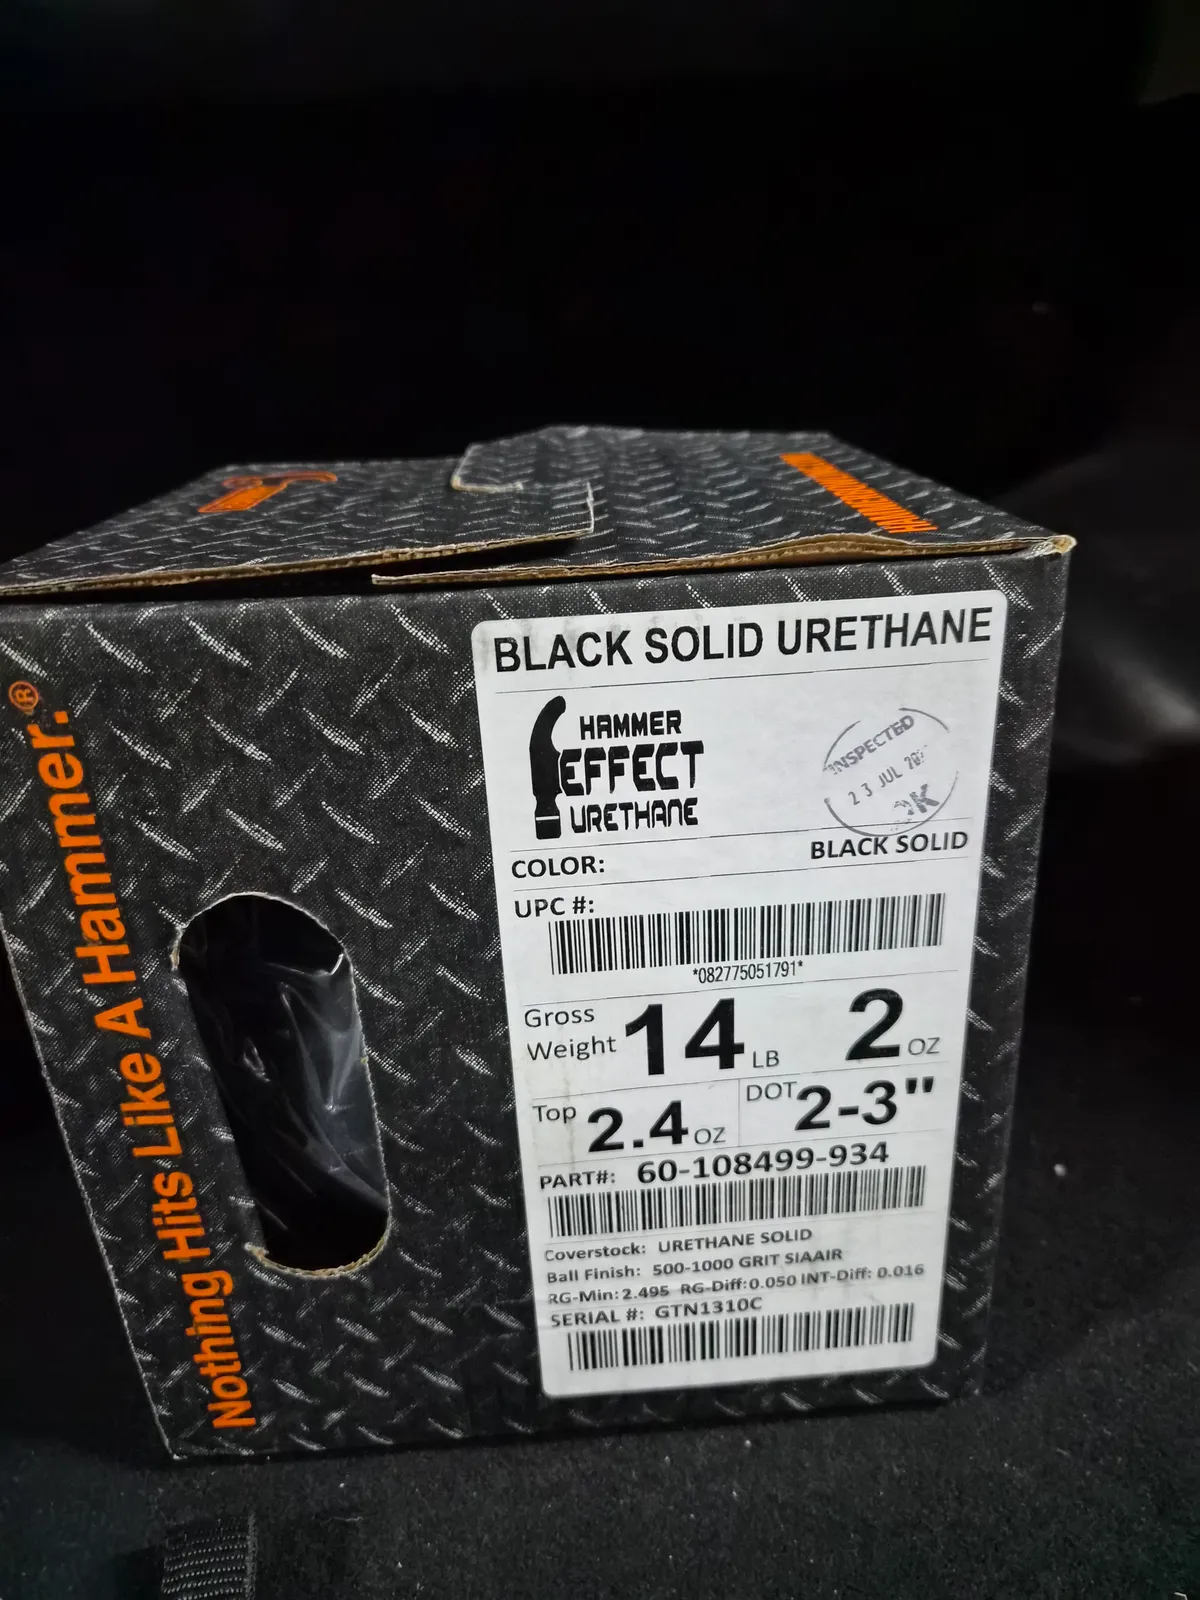 Nothing Hits Like A Hammer.®
BLACK SOLID URETHANE
HAMMER
EFFECT
URETHANE
INSPECTED
23 JUL
OK
COLOR: BLACK SOLID
UPC #:
*082775051791*
Gross Weight 14 LB 2 OZ
Top 2.4 OZ DOT 2-3"
PART#: 60-108499-934
Coverstock: URETHANE SOLID
Ball Finish: 500-1000 GRIT SIAAIR
RG-Min: 2.495 RG-Diff: 0.050 INT-Diff: 0.016
SERIAL #: GTN1310C